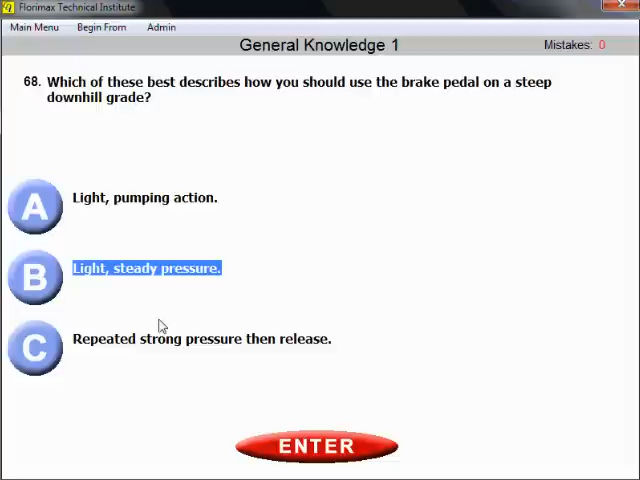 Florimax Technical Institute
Main Menu Begin From Admin
General Knowledge 1 Mistakes: 0
68. Which of these best describes how you should use the brake pedal on a steep
downhill grade?
A Light, pumping action.
B Light, steady pressure.
C Repeated strong pressure then release.
ENTER